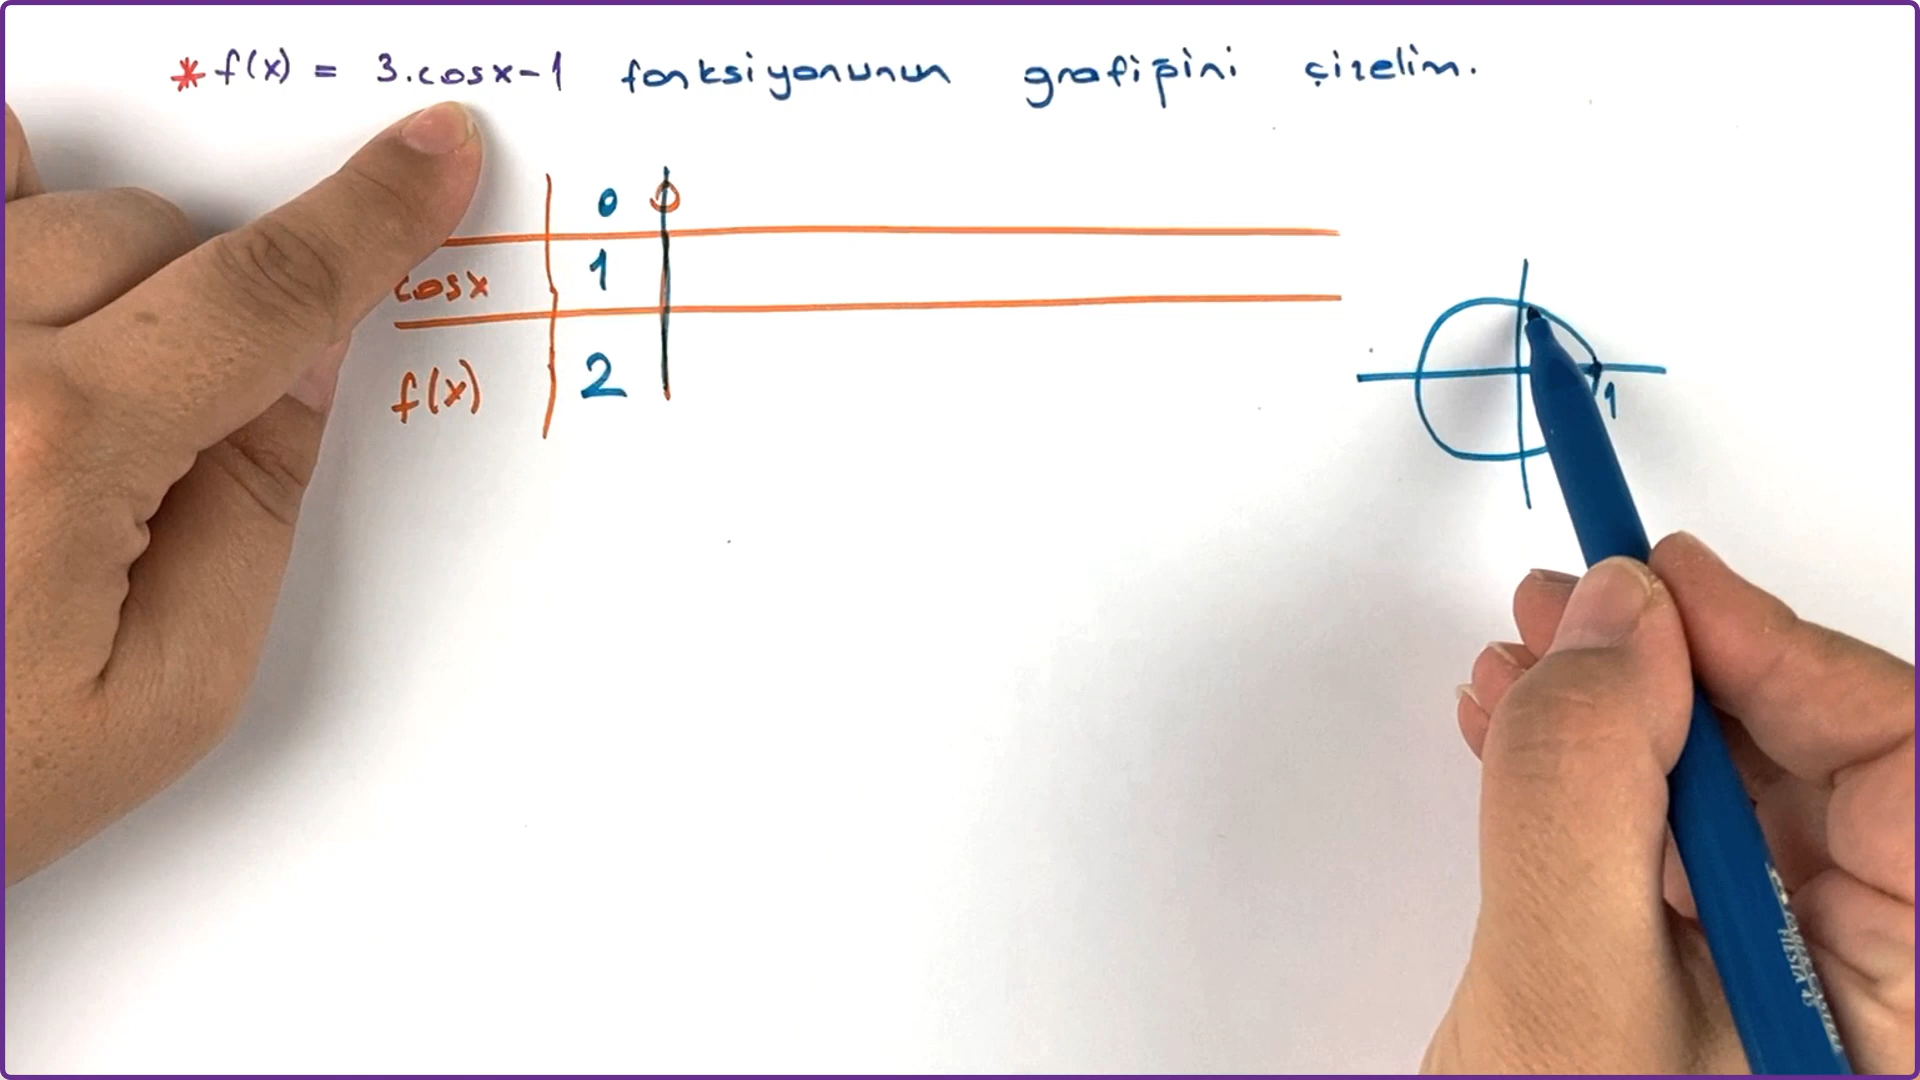 * f(x) = 3.cosx-1 fonksiyonunun grafiğini çizelim.
0
cosx 1
f(x) 2
1